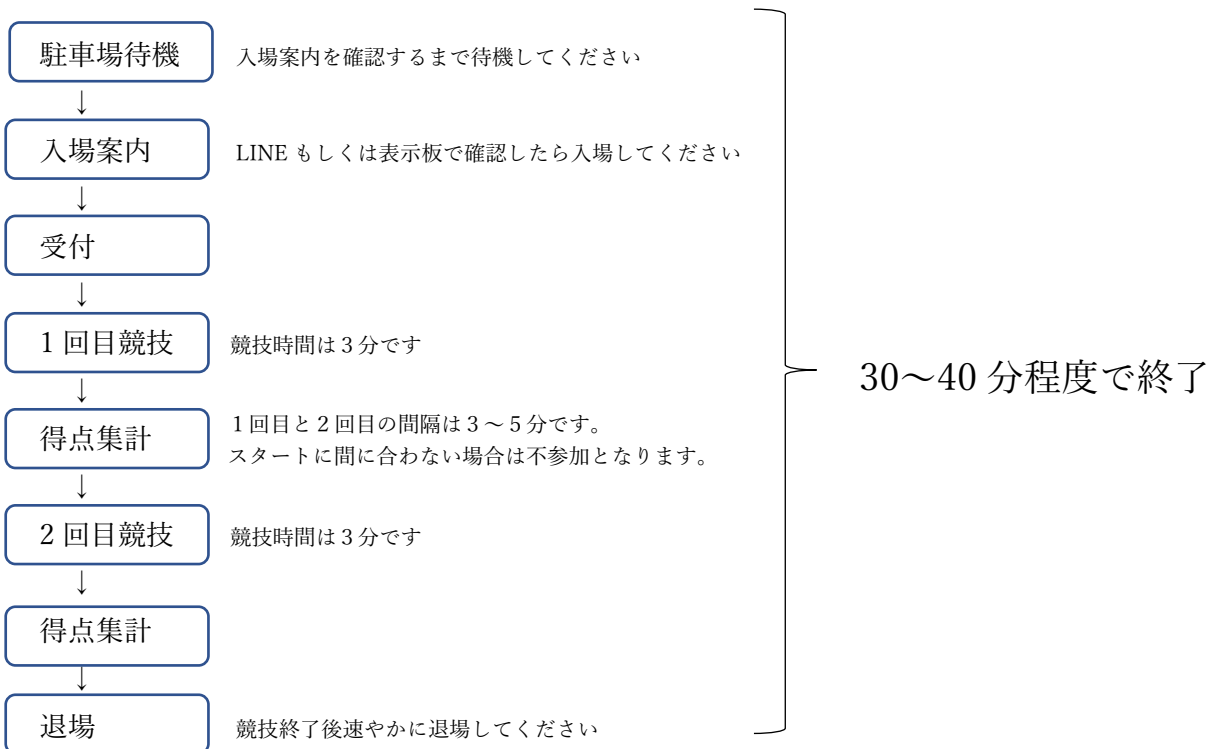 駐車場待機
入場案内を確認するまで待機してください
↓
入場案内
LINE もしくは表示板で確認したら入場してください
↓
受付
↓
1 回目競技
競技時間は３分です
↓
得点集計
１回目と２回目の間隔は３～５分です。
スタートに間に合わない場合は不参加となります。
↓
2 回目競技
競技時間は３分です
↓
得点集計
↓
退場
競技終了後速やかに退場してください
30～40 分程度で終了